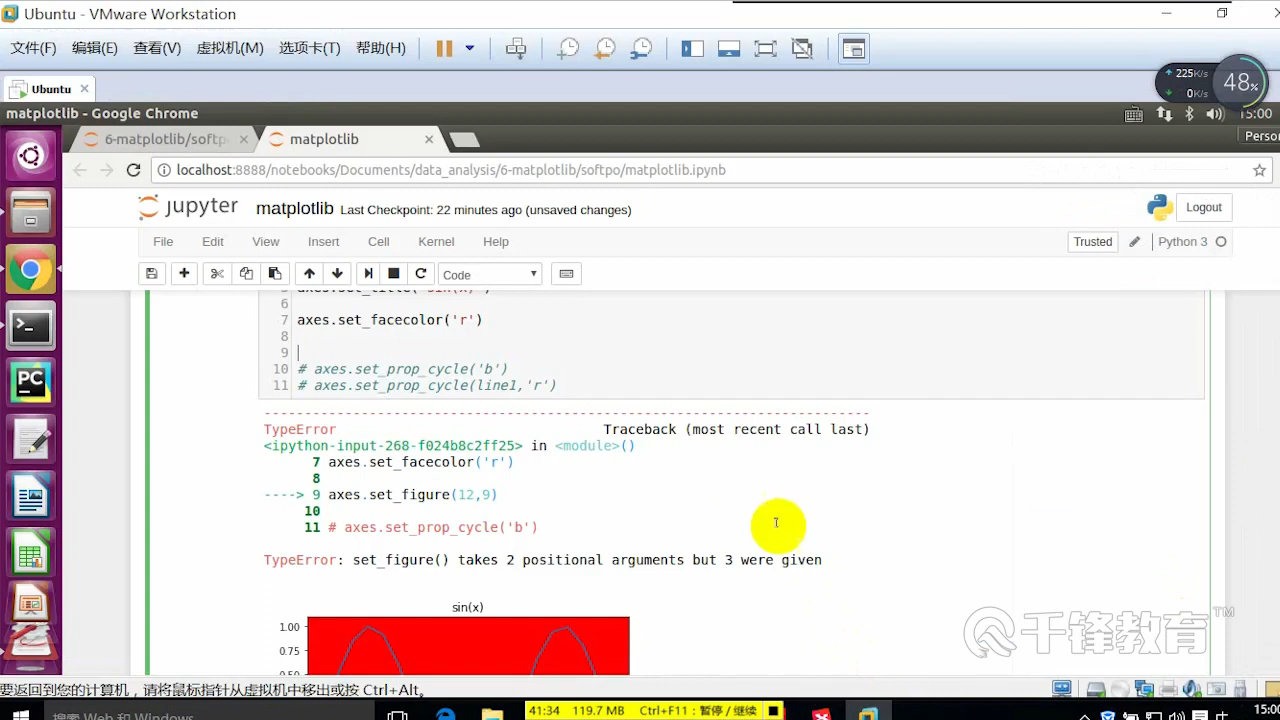 Ubuntu - VMware Workstation
文件(F) 编辑(E) 查看(V) 虚拟机(M) 选项卡(T) 帮助(H)
Ubuntu
225K/s
0K/s
48%
matplotlib - Google Chrome
15:00
6-matplotlib/softp
matplotlib
Perso
localhost:8888/notebooks/Documents/data_analysis/6-matplotlib/softpo/matplotlib.ipynb
jupyter matplotlib Last Checkpoint: 22 minutes ago (unsaved changes)
Logout
File Edit View Insert Cell Kernel Help
Trusted
Python 3
Code
6
7 axes.set_facecolor('r')
8
9
10 # axes.set_prop_cycle('b')
11 # axes.set_prop_cycle(line1,'r')
---------------------------------------------------------------------------
TypeError Traceback (most recent call last)
<ipython-input-268-f024b8c2ff25> in <module>()
7 axes.set_facecolor('r')
8
----> 9 axes.set_figure(12,9)
10
11 # axes.set_prop_cycle('b')
TypeError: set_figure() takes 2 positional arguments but 3 were given
sin(x)
1.00
0.75
千锋教育™
要返回到您的计算机，请将鼠标指针从虚拟机中移出或按 Ctrl+Alt。
搜索 Web 和 Windows
41:34 119.7 MB Ctrl+F11 : 暂停/继续